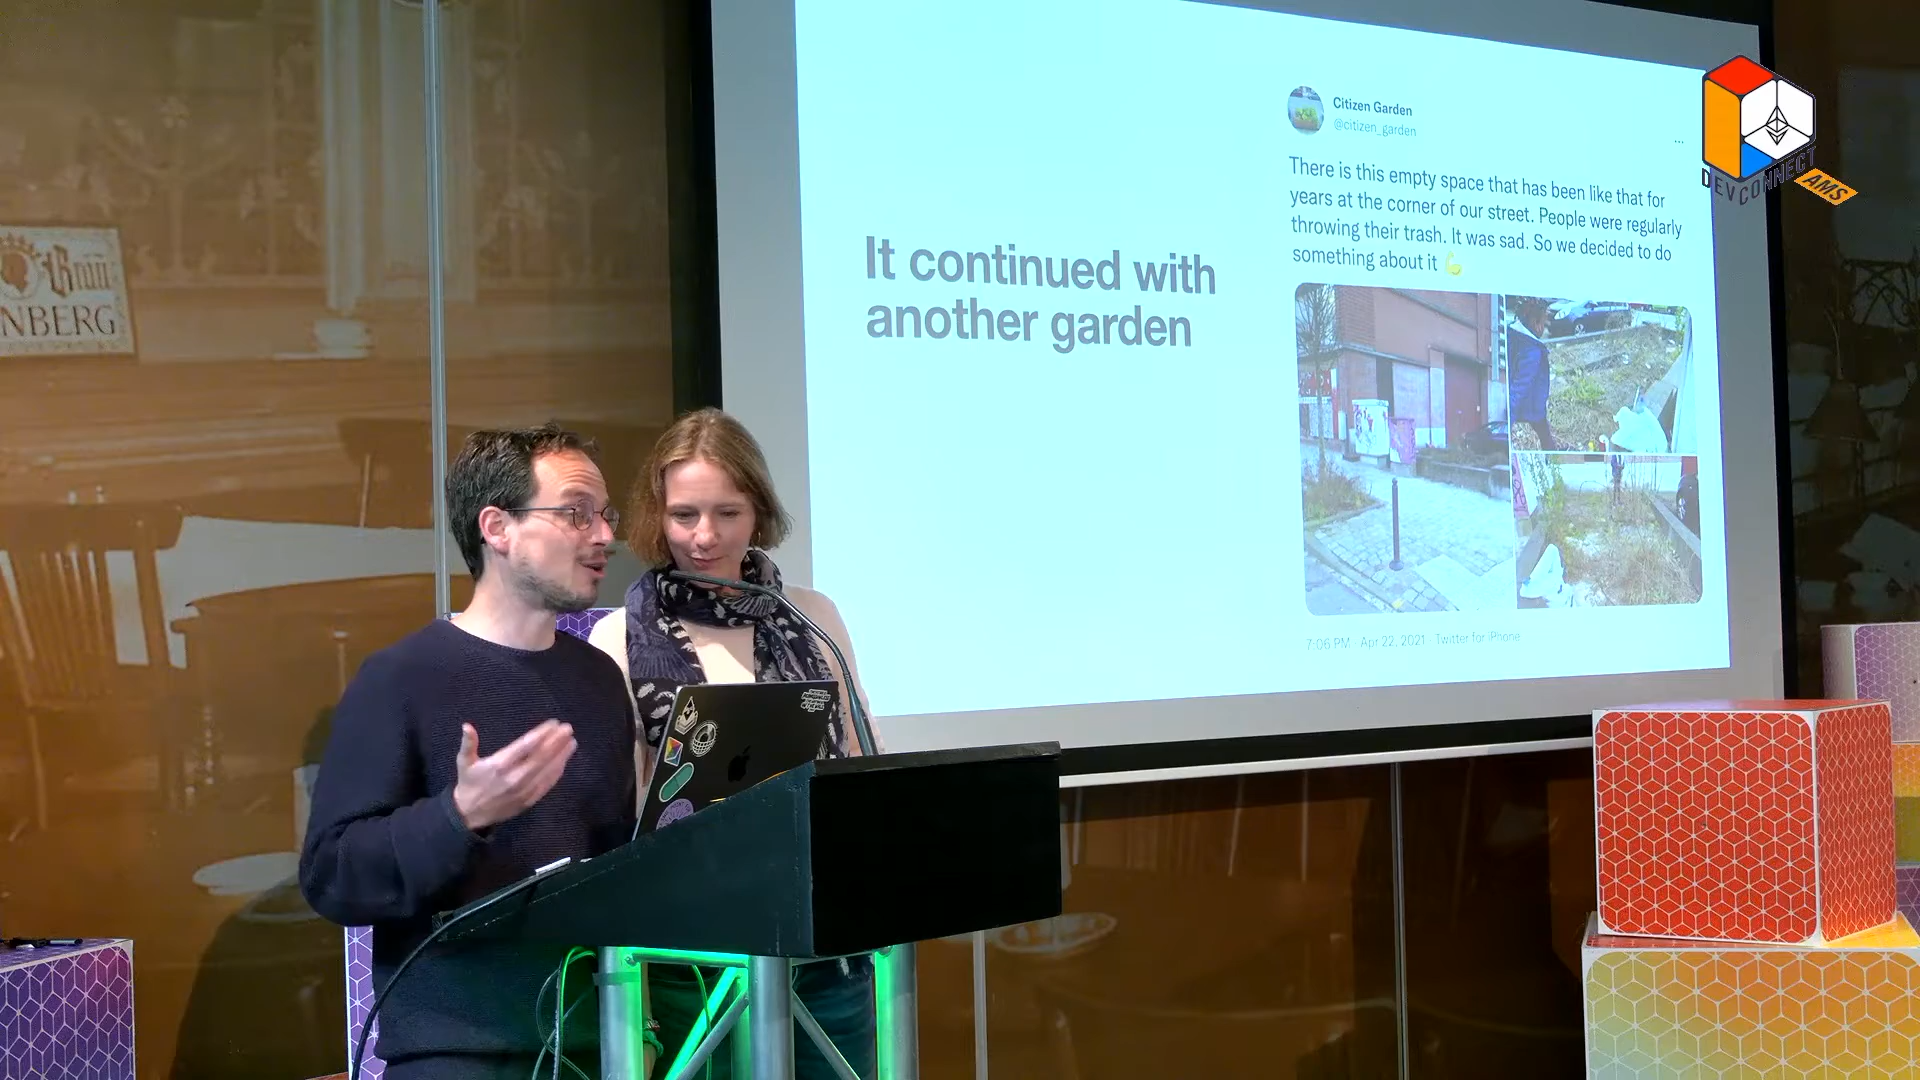 It continued with
another garden
Citizen Garden
@citizen_garden
There is this empty space that has been like that for
years at the corner of our street. People were regularly
throwing their trash. It was sad. So we decided to do
something about it 💪
7:06 PM · Apr 22, 2021 · Twitter for iPhone
DEVCONNECT
AMS
NBERG